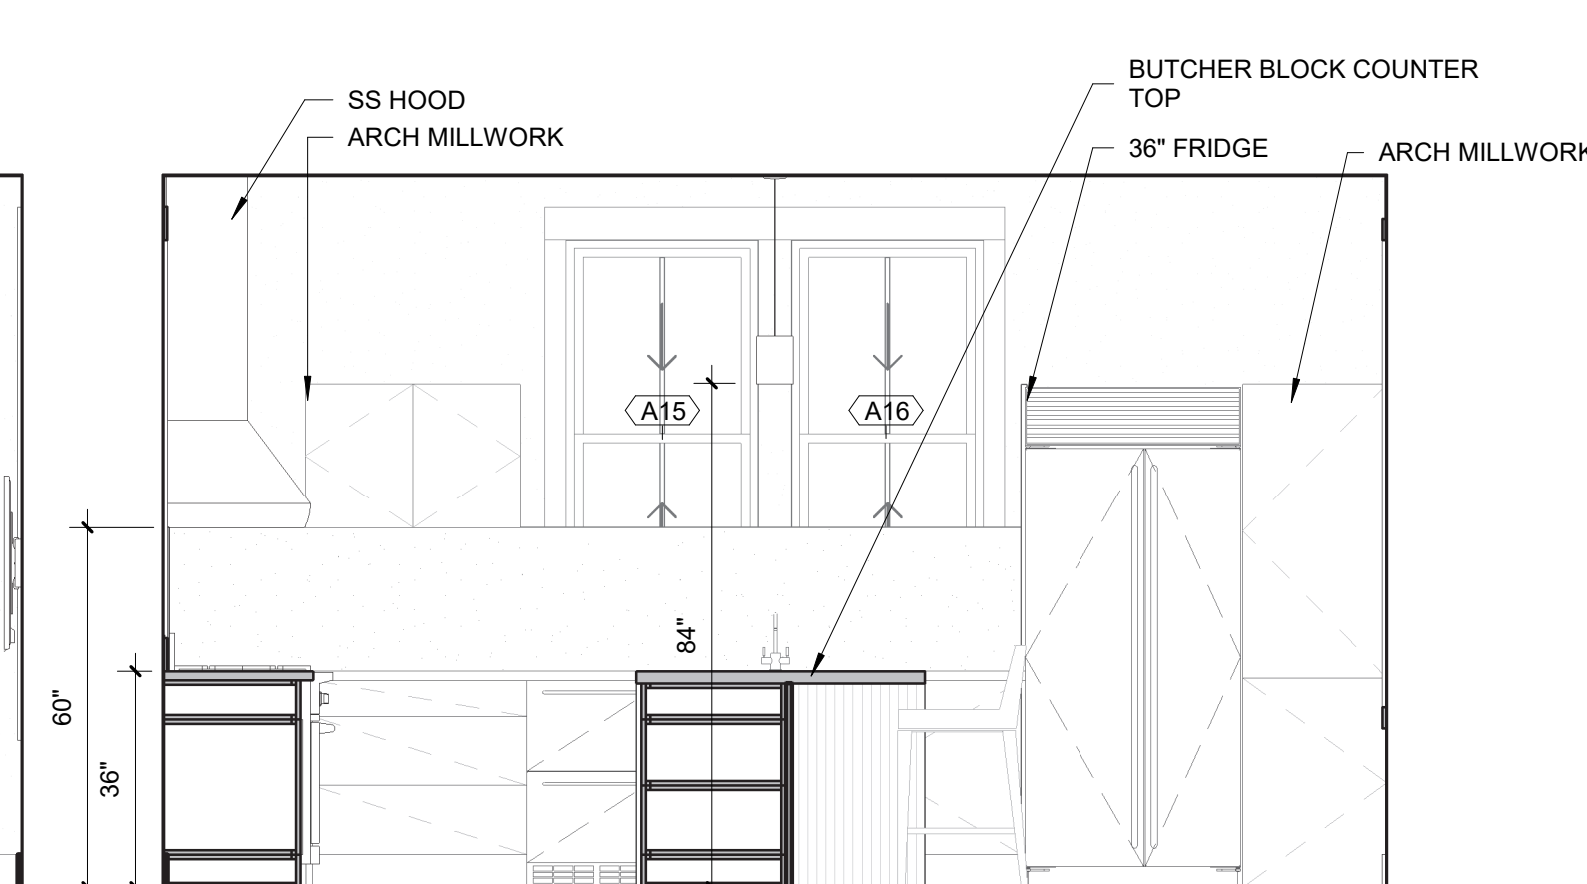 BUTCHER BLOCK COUNTER
TOP
SS HOOD
ARCH MILLWORK
36" FRIDGE
ARCH MILLWORK
A15
A16
84"
60"
36"